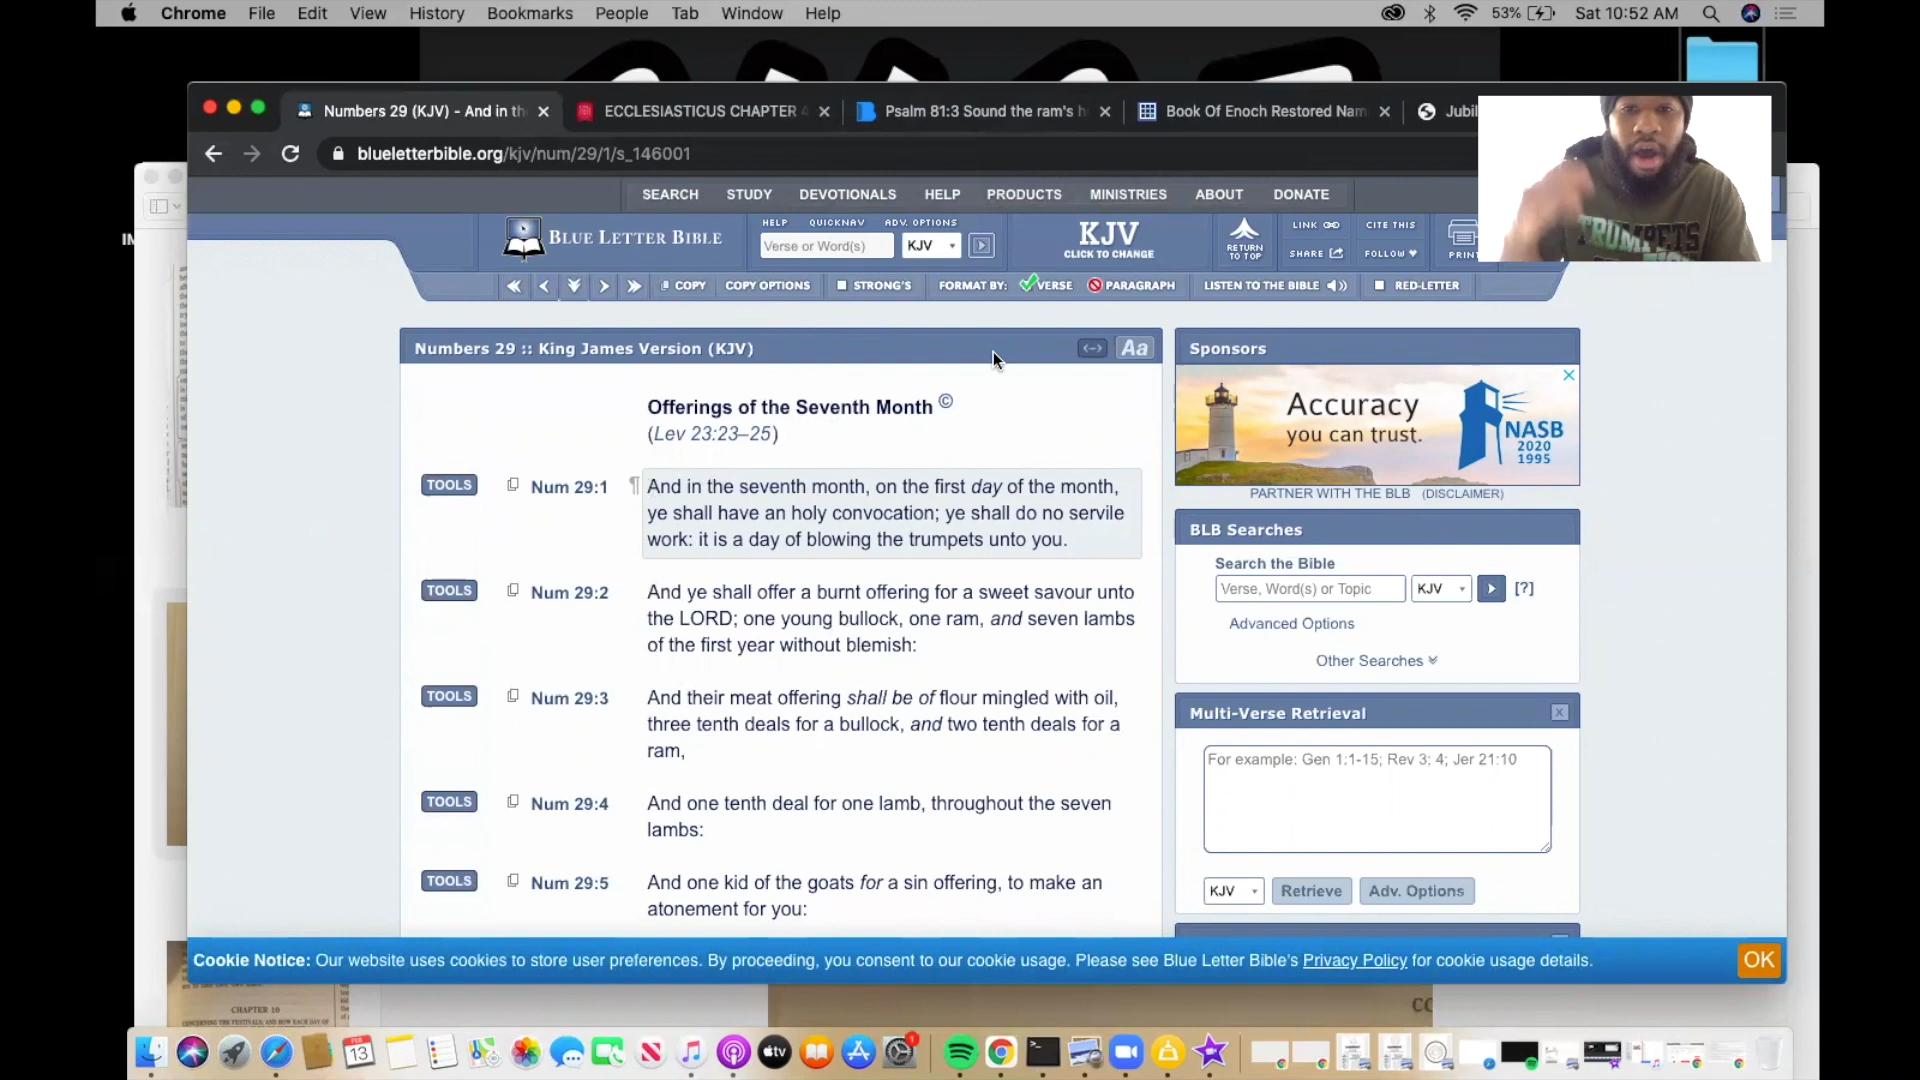 Chrome File Edit View History Bookmarks People Tab Window Help 53% Sat 10:52 AM
Numbers 29 (KJV) - And in th ECCLESIASTICUS CHAPTER 4 Psalm 81:3 Sound the ram's h Book Of Enoch Restored Nam Jubil
blueletterbible.org/kjv/num/29/1/s_146001
SEARCH STUDY DEVOTIONALS HELP PRODUCTS MINISTRIES ABOUT DONATE
HELP QUICKNAV ADV. OPTIONS
BLUE LETTER BIBLE
Verse or Word(s) KJV
KJV
CLICK TO CHANGE
RETURN
TO TOP
LINK CITE THIS
SHARE FOLLOW
PRINT
TRUMPETS
COPY COPY OPTIONS STRONG'S FORMAT BY: VERSE PARAGRAPH LISTEN TO THE BIBLE RED-LETTER
Numbers 29 :: King James Version (KJV) Aa
Offerings of the Seventh Month ©
(Lev 23:23–25)
TOOLS Num 29:1 ¶ And in the seventh month, on the first day of the month,
ye shall have an holy convocation; ye shall do no servile
work: it is a day of blowing the trumpets unto you.
TOOLS Num 29:2 And ye shall offer a burnt offering for a sweet savour unto
the LORD; one young bullock, one ram, and seven lambs
of the first year without blemish:
TOOLS Num 29:3 And their meat offering shall be of flour mingled with oil,
three tenth deals for a bullock, and two tenth deals for a
ram,
TOOLS Num 29:4 And one tenth deal for one lamb, throughout the seven
lambs:
TOOLS Num 29:5 And one kid of the goats for a sin offering, to make an
atonement for you:
Sponsors
Accuracy
you can trust.
NASB
2020
1995
PARTNER WITH THE BLB (DISCLAIMER)
BLB Searches
Search the Bible
Verse, Word(s) or Topic KJV [?]
Advanced Options
Other Searches
Multi-Verse Retrieval X
For example: Gen 1:1-15; Rev 3; 4; Jer 21:10
KJV Retrieve Adv. Options
Cookie Notice: Our website uses cookies to store user preferences. By proceeding, you consent to our cookie usage. Please see Blue Letter Bible's Privacy Policy for cookie usage details. OK
CHAPTER 10
FEB
13
tv